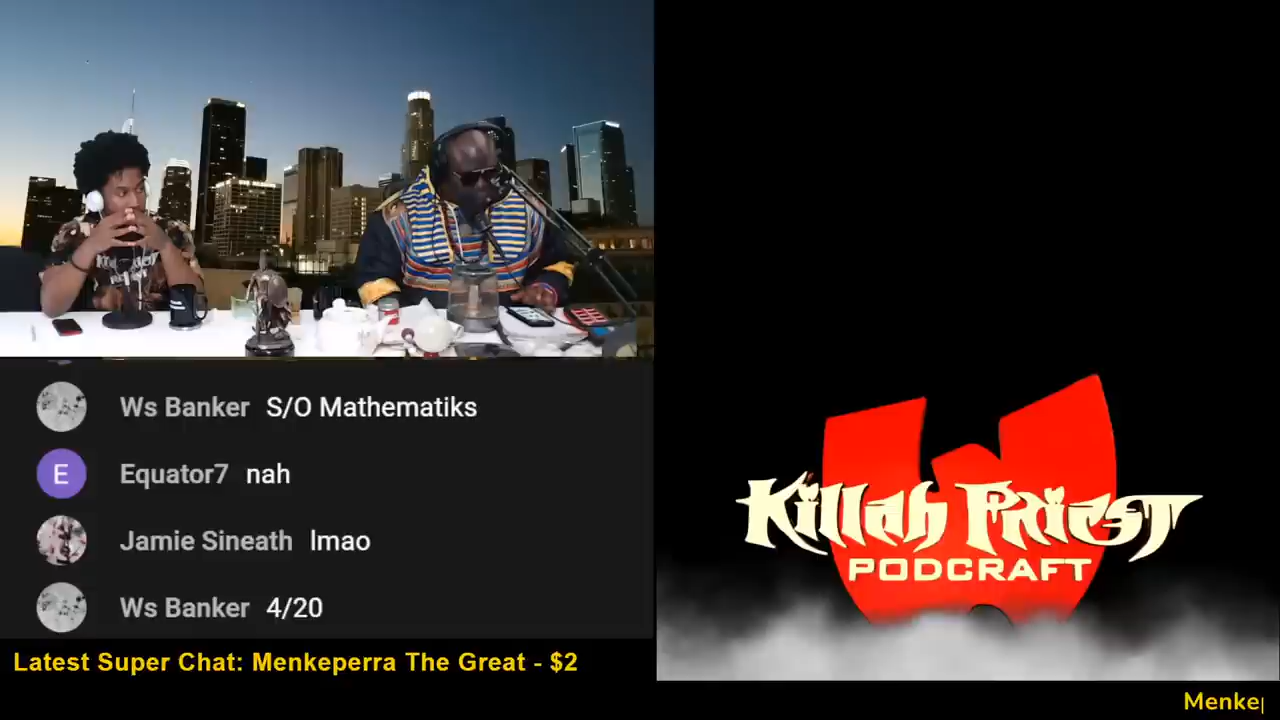 Ws Banker S/O Mathematiks
E Equator7 nah
Jamie Sineath lmao
Ws Banker 4/20
Latest Super Chat: Menkeperra The Great - $2
Killah Priest
PODCRAFT